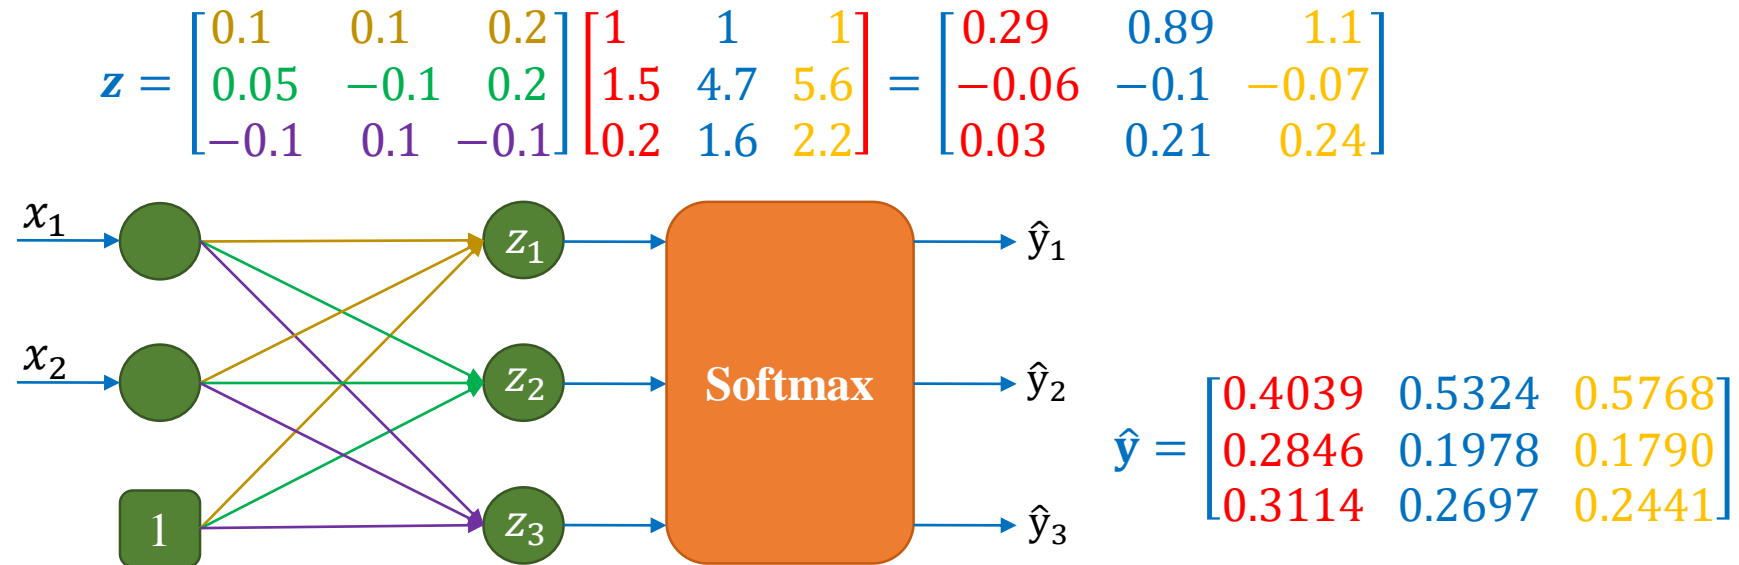 z = [0.1 0.1 0.2] [1 1 1] = [0.29 0.89 1.1]
[0.05 −0.1 0.2] [1.5 4.7 5.6] [−0.06 −0.1 −0.07]
[−0.1 0.1 −0.1] [0.2 1.6 2.2] [0.03 0.21 0.24]
x₁ z₁ ŷ₁
x₂ z₂ Softmax ŷ₂
1 z₃ ŷ₃
ŷ = [0.4039 0.5324 0.5768]
[0.2846 0.1978 0.1790]
[0.3114 0.2697 0.2441]